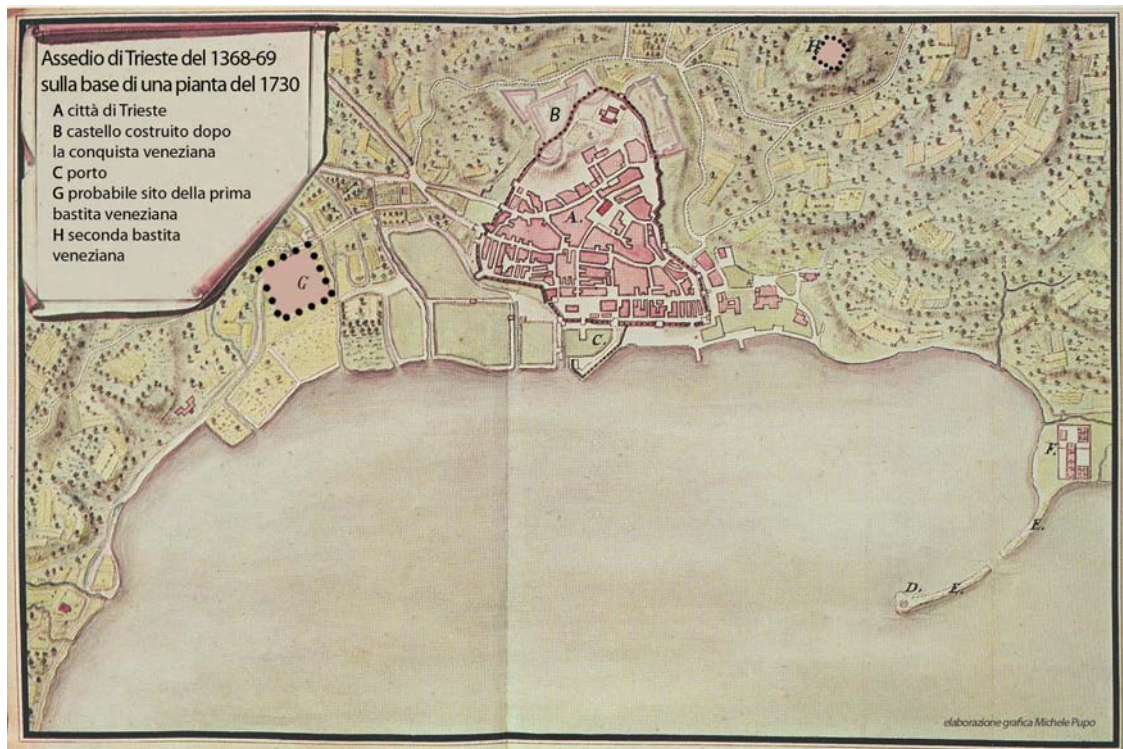 Assedio di Trieste del 1368-69
sulla base di una pianta del 1730
A città di Trieste
B castello costruito dopo
la conquista veneziana
C porto
G probabile sito della prima
bastita veneziana
H seconda bastita
veneziana
H
B
A.
G
C.
F.
E.
D.
E.
elaborazione grafica Michele Pupo